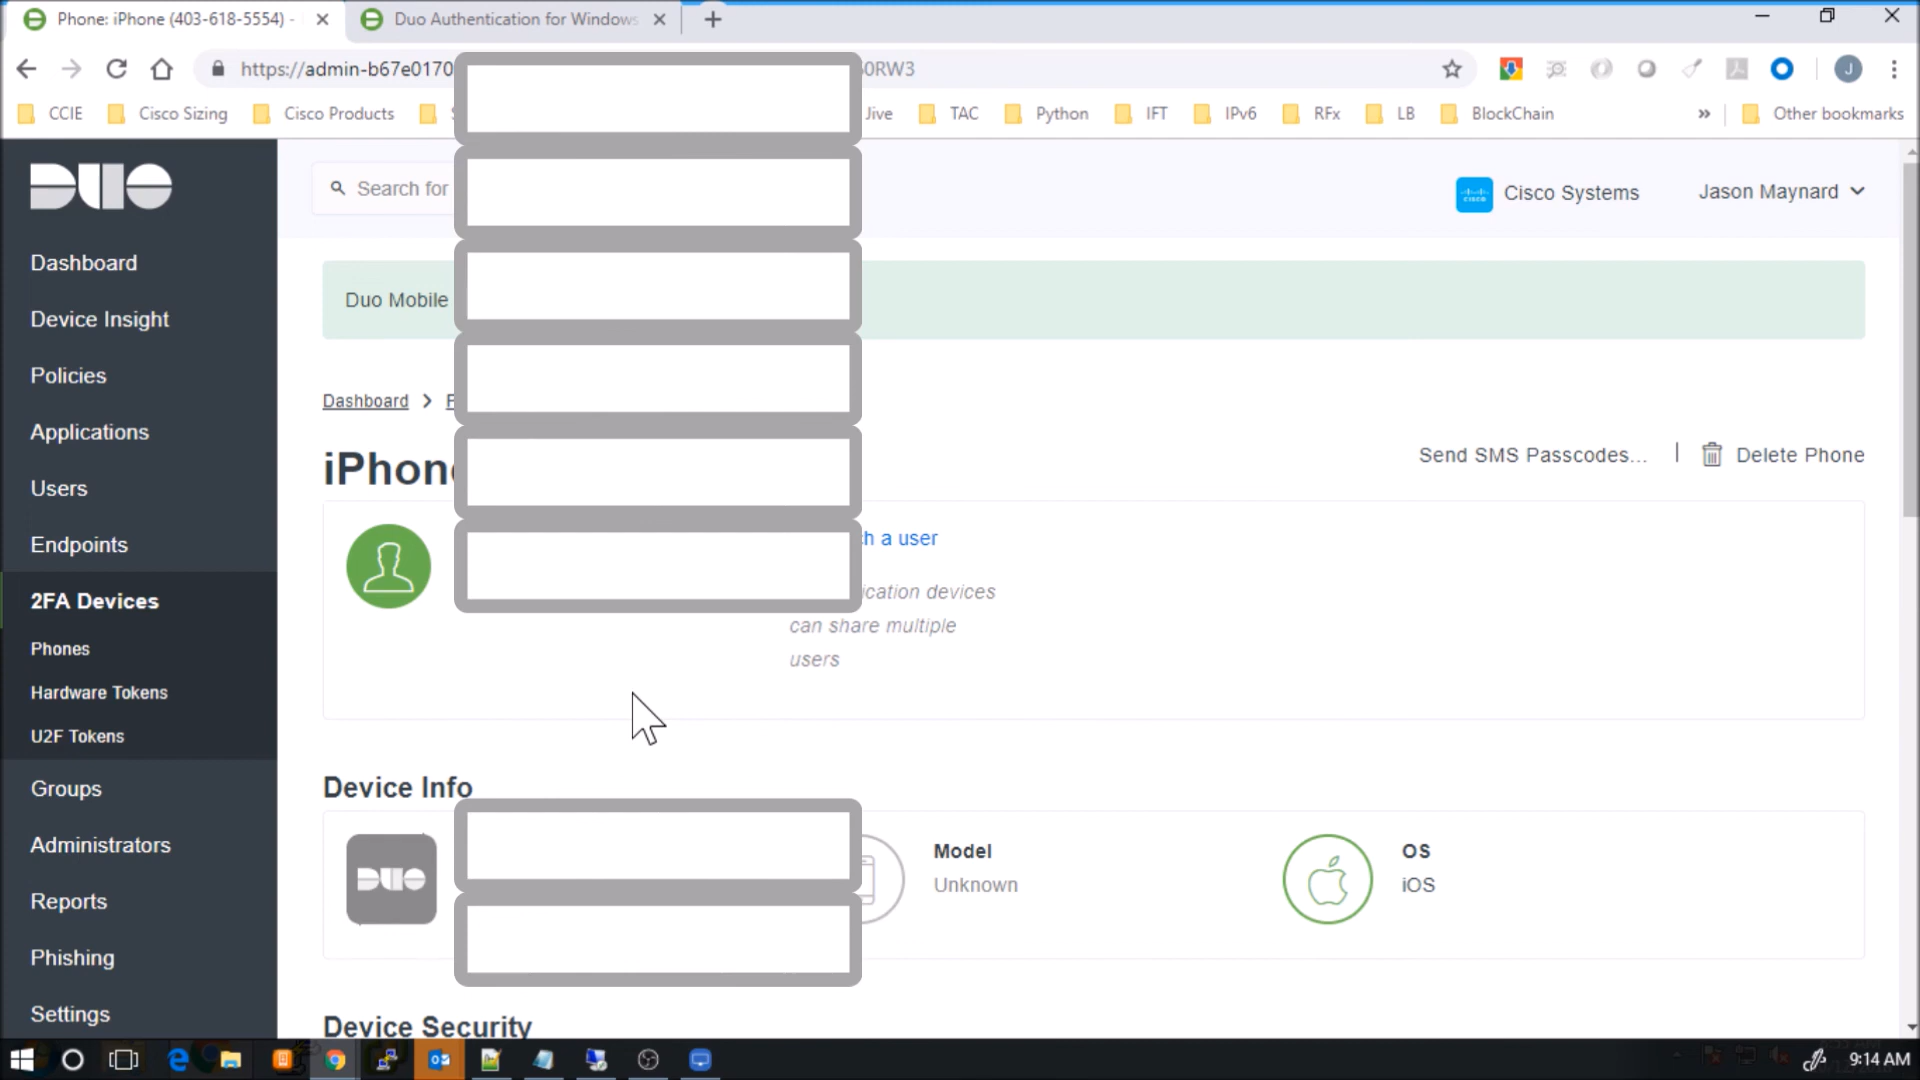 Phone: iPhone (403-618-5554) -
Duo Authentication for Windows
https://admin-b67e0170
0RW3
J
CCIE
Cisco Sizing
Cisco Products
Jive
TAC
Python
IFT
IPv6
RFx
LB
BlockChain
»
Other bookmarks
DUO
Search for
CISCO
Cisco Systems
Jason Maynard
Dashboard
Device Insight
Policies
Applications
Users
Endpoints
2FA Devices
Phones
Hardware Tokens
U2F Tokens
Groups
Administrators
Reports
Phishing
Settings
Duo Mobile
Dashboard
iPhone
Send SMS Passcodes... | Delete Phone
h a user
ication devices
can share multiple
users
Device Info
DUO
Model
Unknown
OS
iOS
Device Security
9:14 AM